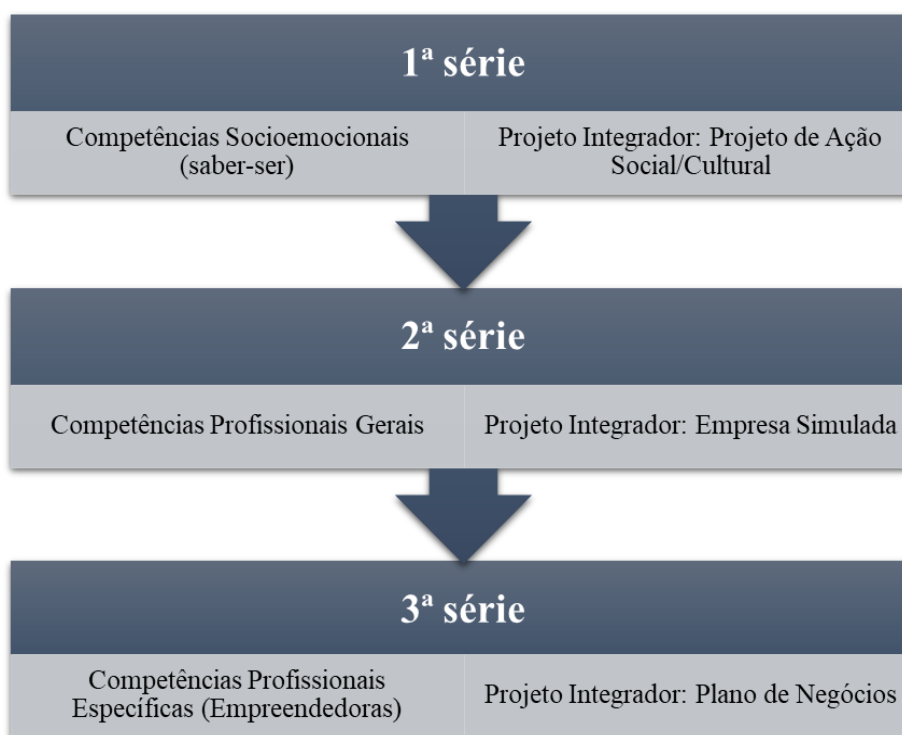 1ª série
Competências Socioemocionais
(saber-ser)
Projeto Integrador: Projeto de Ação
Social/Cultural
2ª série
Competências Profissionais Gerais
Projeto Integrador: Empresa Simulada
3ª série
Competências Profissionais
Específicas (Empreendedoras)
Projeto Integrador: Plano de Negócios